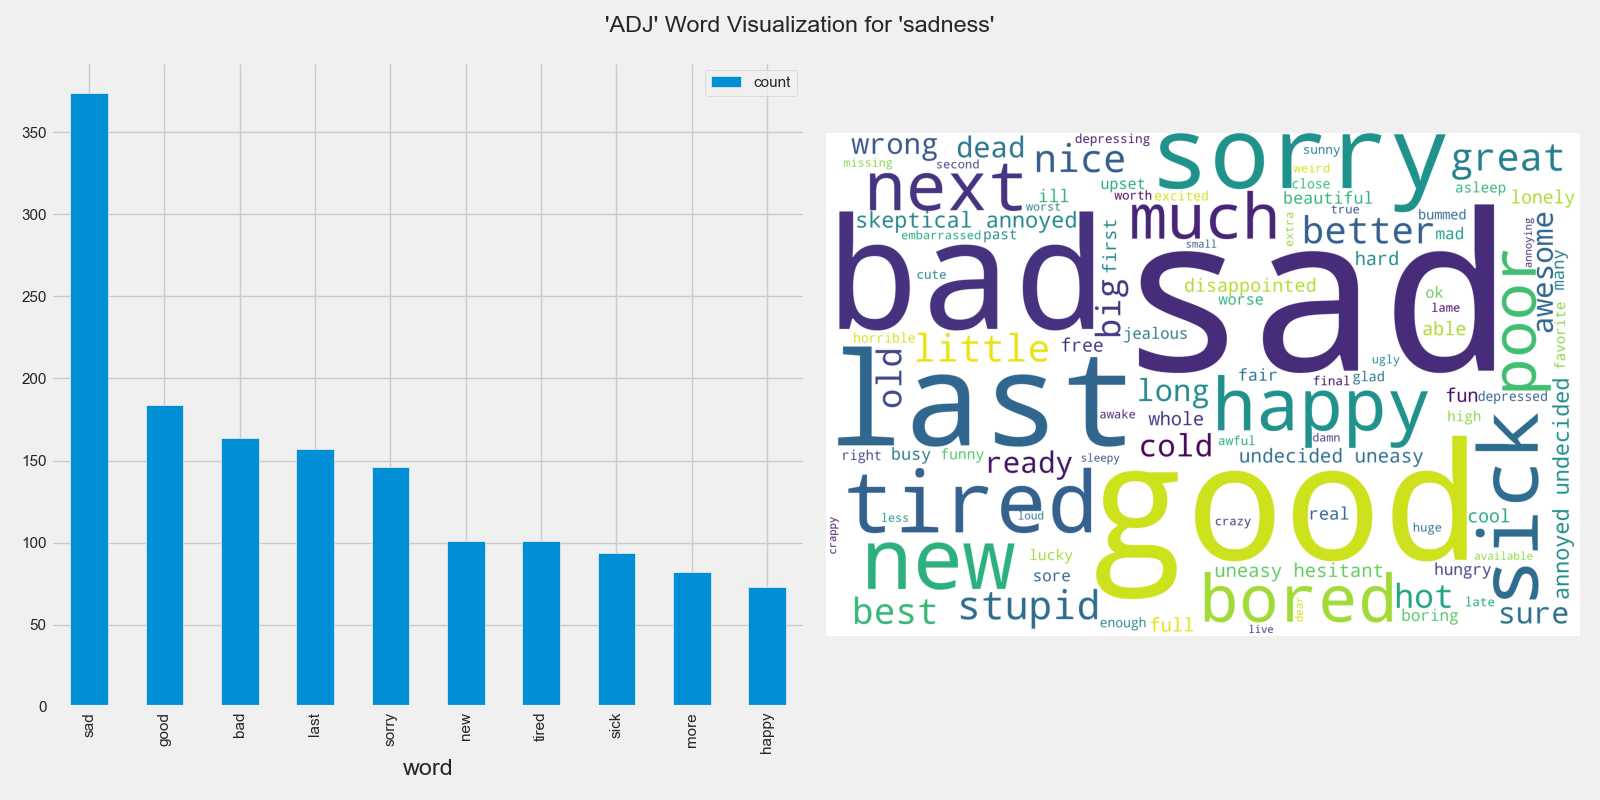 'ADJ' Word Visualization for 'sadness'
count
350
300
250
200
150
100
50
0
sad
good
bad
last
sorry
new
tired
sick
more
happy
word
wrong
dead
depressing
nice
sorry
sunny
great
missing
second
weird
next
ill
upset
close
asleep
worth
excited
beautiful
lonely
worst
much
true
bummed
skeptical annoyed
embarrassed
past
small
extra
better
mad
annoying
awesome
many
bad
first
sad
hard
cute
big
disappointed
worse
ok
lame
able
poor
favorite
horrible
little
free
jealous
old
last
ugly
long
fair
final
glad
fun
depressed
awake
whole
happy
high
undecided
right
busy
funny
ready
cold
sleepy
awful
damn
undecided uneasy
sick
annoyed
tired
less
loud
good
crazy
real
huge
cool
crappy
new
lucky
available
sore
uneasy hesitant
hungry
best
stupid
bored
dear
hot
late
sure
enough
full
live
boring